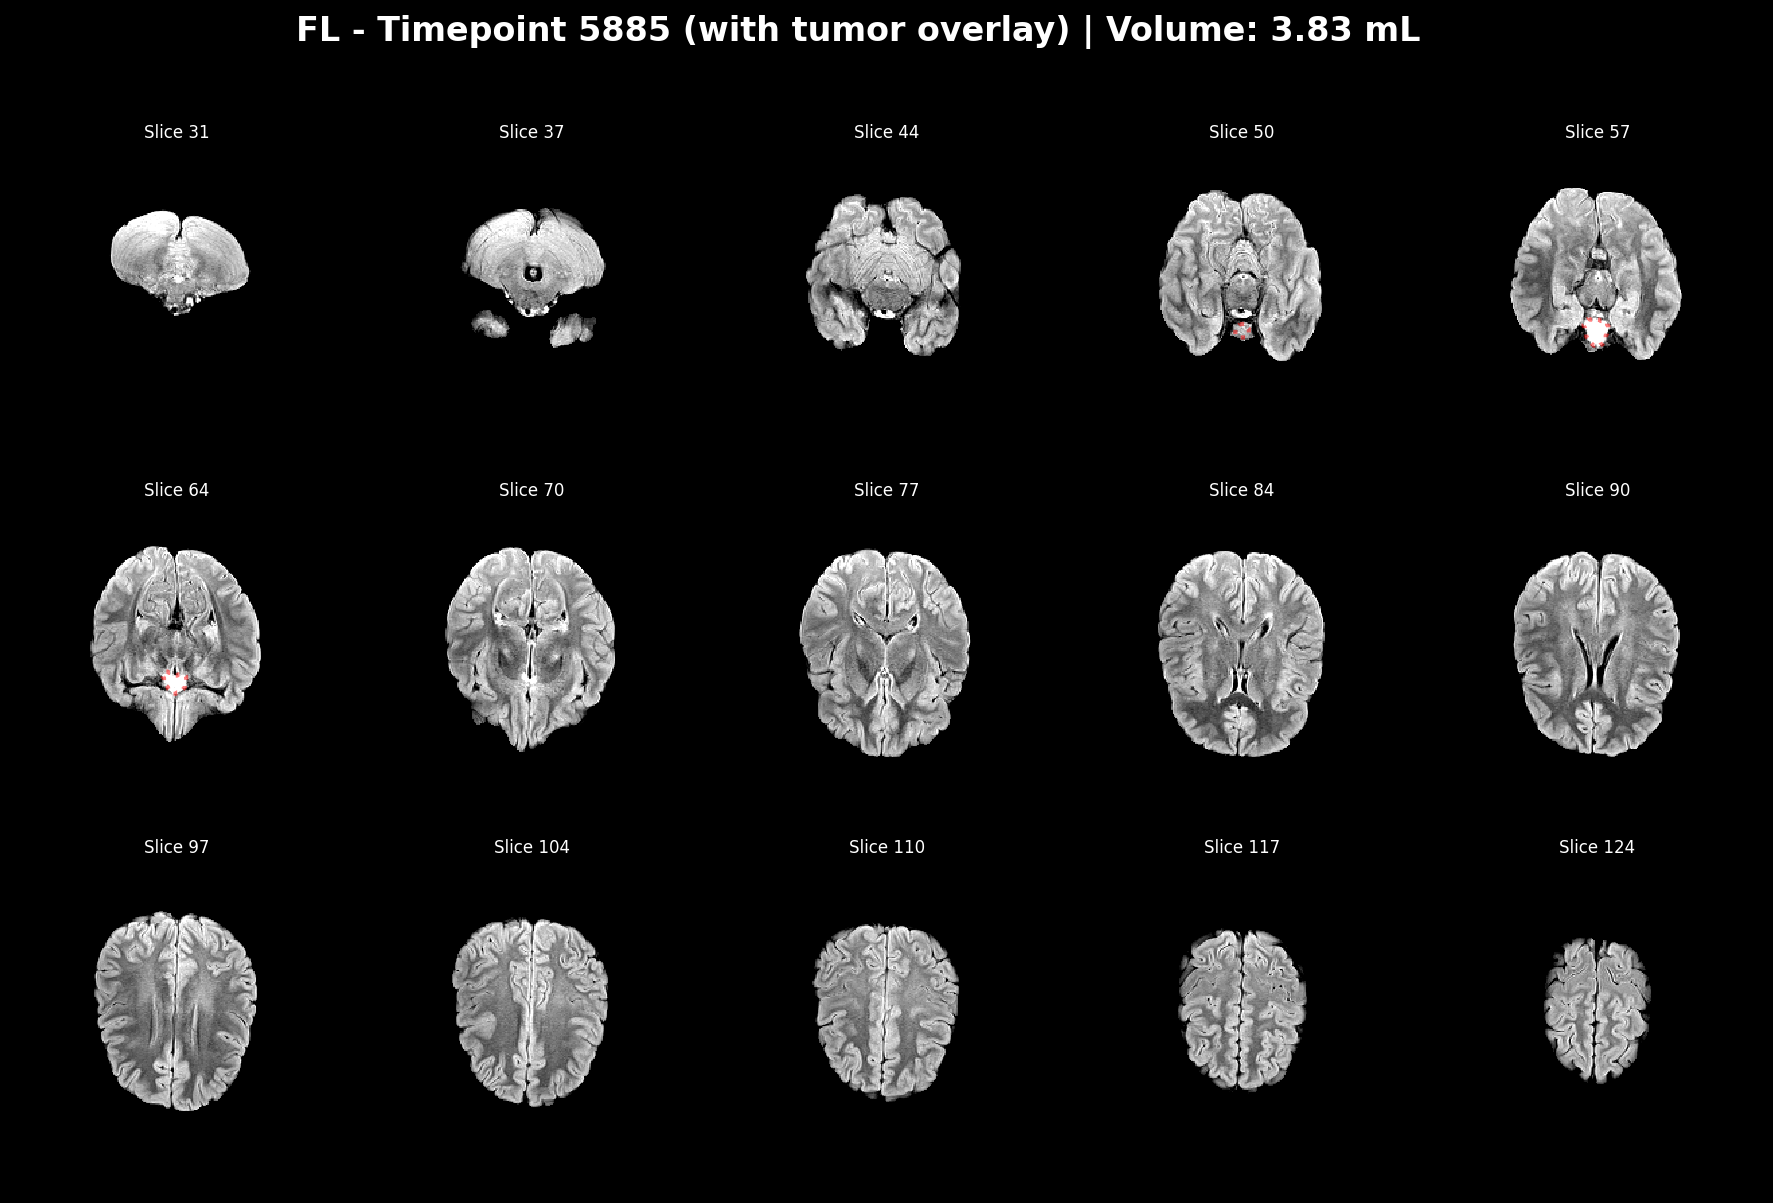 FL - Timepoint 5885 (with tumor overlay) | Volume: 3.83 mL
Slice 31
Slice 37
Slice 44
Slice 50
Slice 57
Slice 64
Slice 70
Slice 77
Slice 84
Slice 90
Slice 97
Slice 104
Slice 110
Slice 117
Slice 124